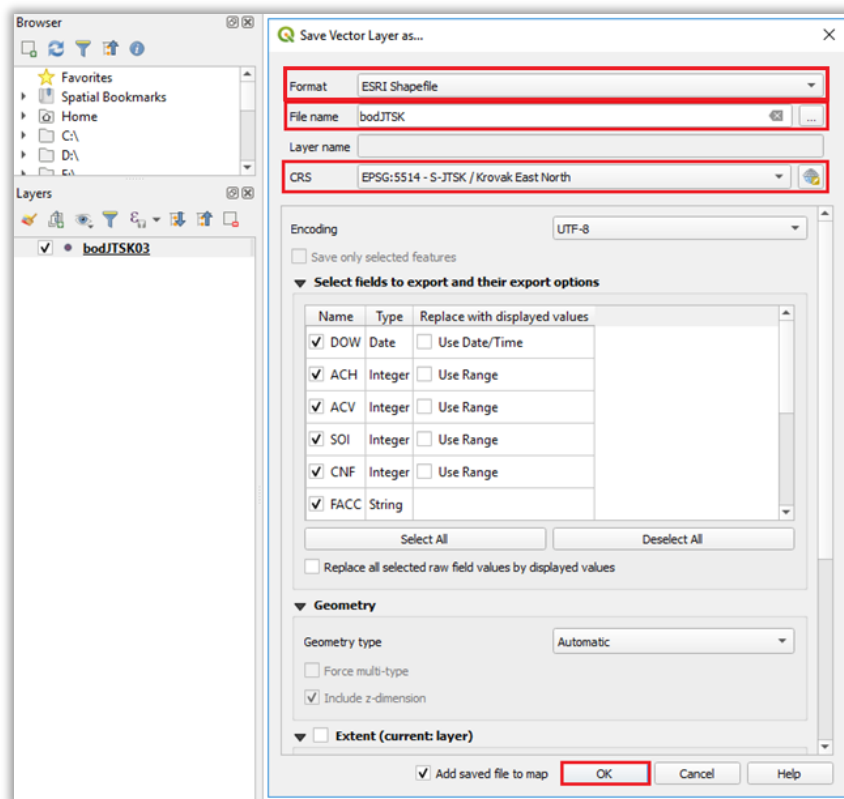 Browser
Favorites
Spatial Bookmarks
Home
C:\
D:\
Layers
bodJTSK03
Save Vector Layer as...
Format ESRI Shapefile
File name bodJTSK ...
Layer name
CRS EPSG:5514 - S-JTSK / Krovak East North
Encoding UTF-8
Save only selected features
Select fields to export and their export options
Name Type Replace with displayed values
DOW Date Use Date/Time
ACH Integer Use Range
ACV Integer Use Range
SOI Integer Use Range
CNF Integer Use Range
FACC String
Select All Deselect All
Replace all selected raw field values by displayed values
Geometry
Geometry type Automatic
Force multi-type
Include z-dimension
Extent (current: layer)
Add saved file to map OK Cancel Help